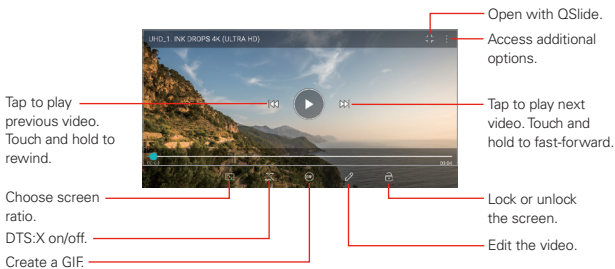 Open with QSlide.
UHD_1. INK DROPS 4K (ULTRA HD)
Access additional
options.
Tap to play
previous video.
Touch and hold to
rewind.
Tap to play next
video. Touch and
hold to fast-forward.
Choose screen
ratio.
DTS:X on/off.
Create a GIF.
Lock or unlock
the screen.
Edit the video.